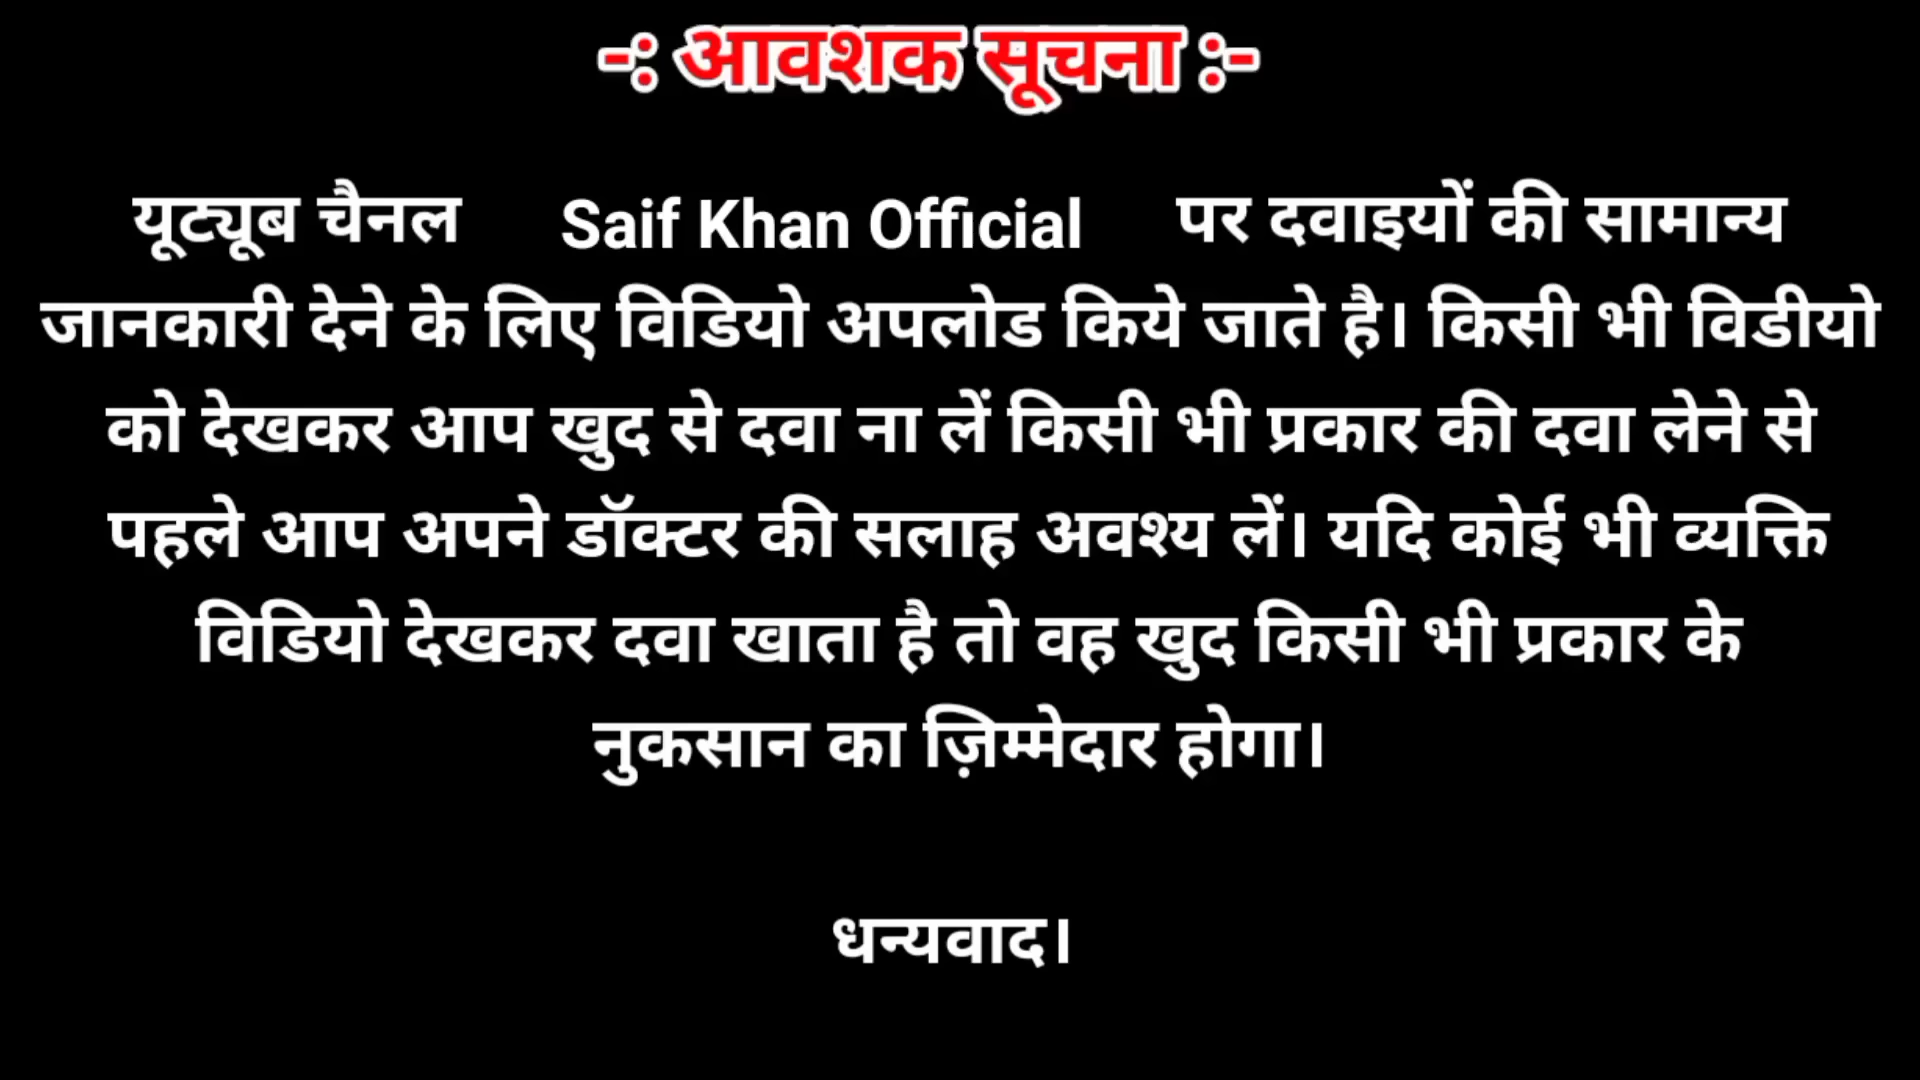 -: आवशक सूचना :-
यूट्यूब चैनल Saif Khan Official पर दवाइयों की सामान्य
जानकारी देने के लिए विडियो अपलोड किये जाते है। किसी भी विडीयो
को देखकर आप खुद से दवा ना लें किसी भी प्रकार की दवा लेने से
पहले आप अपने डॉक्टर की सलाह अवश्य लें। यदि कोई भी व्यक्ति
विडियो देखकर दवा खाता है तो वह खुद किसी भी प्रकार के
नुकसान का ज़िम्मेदार होगा।
धन्यवाद।